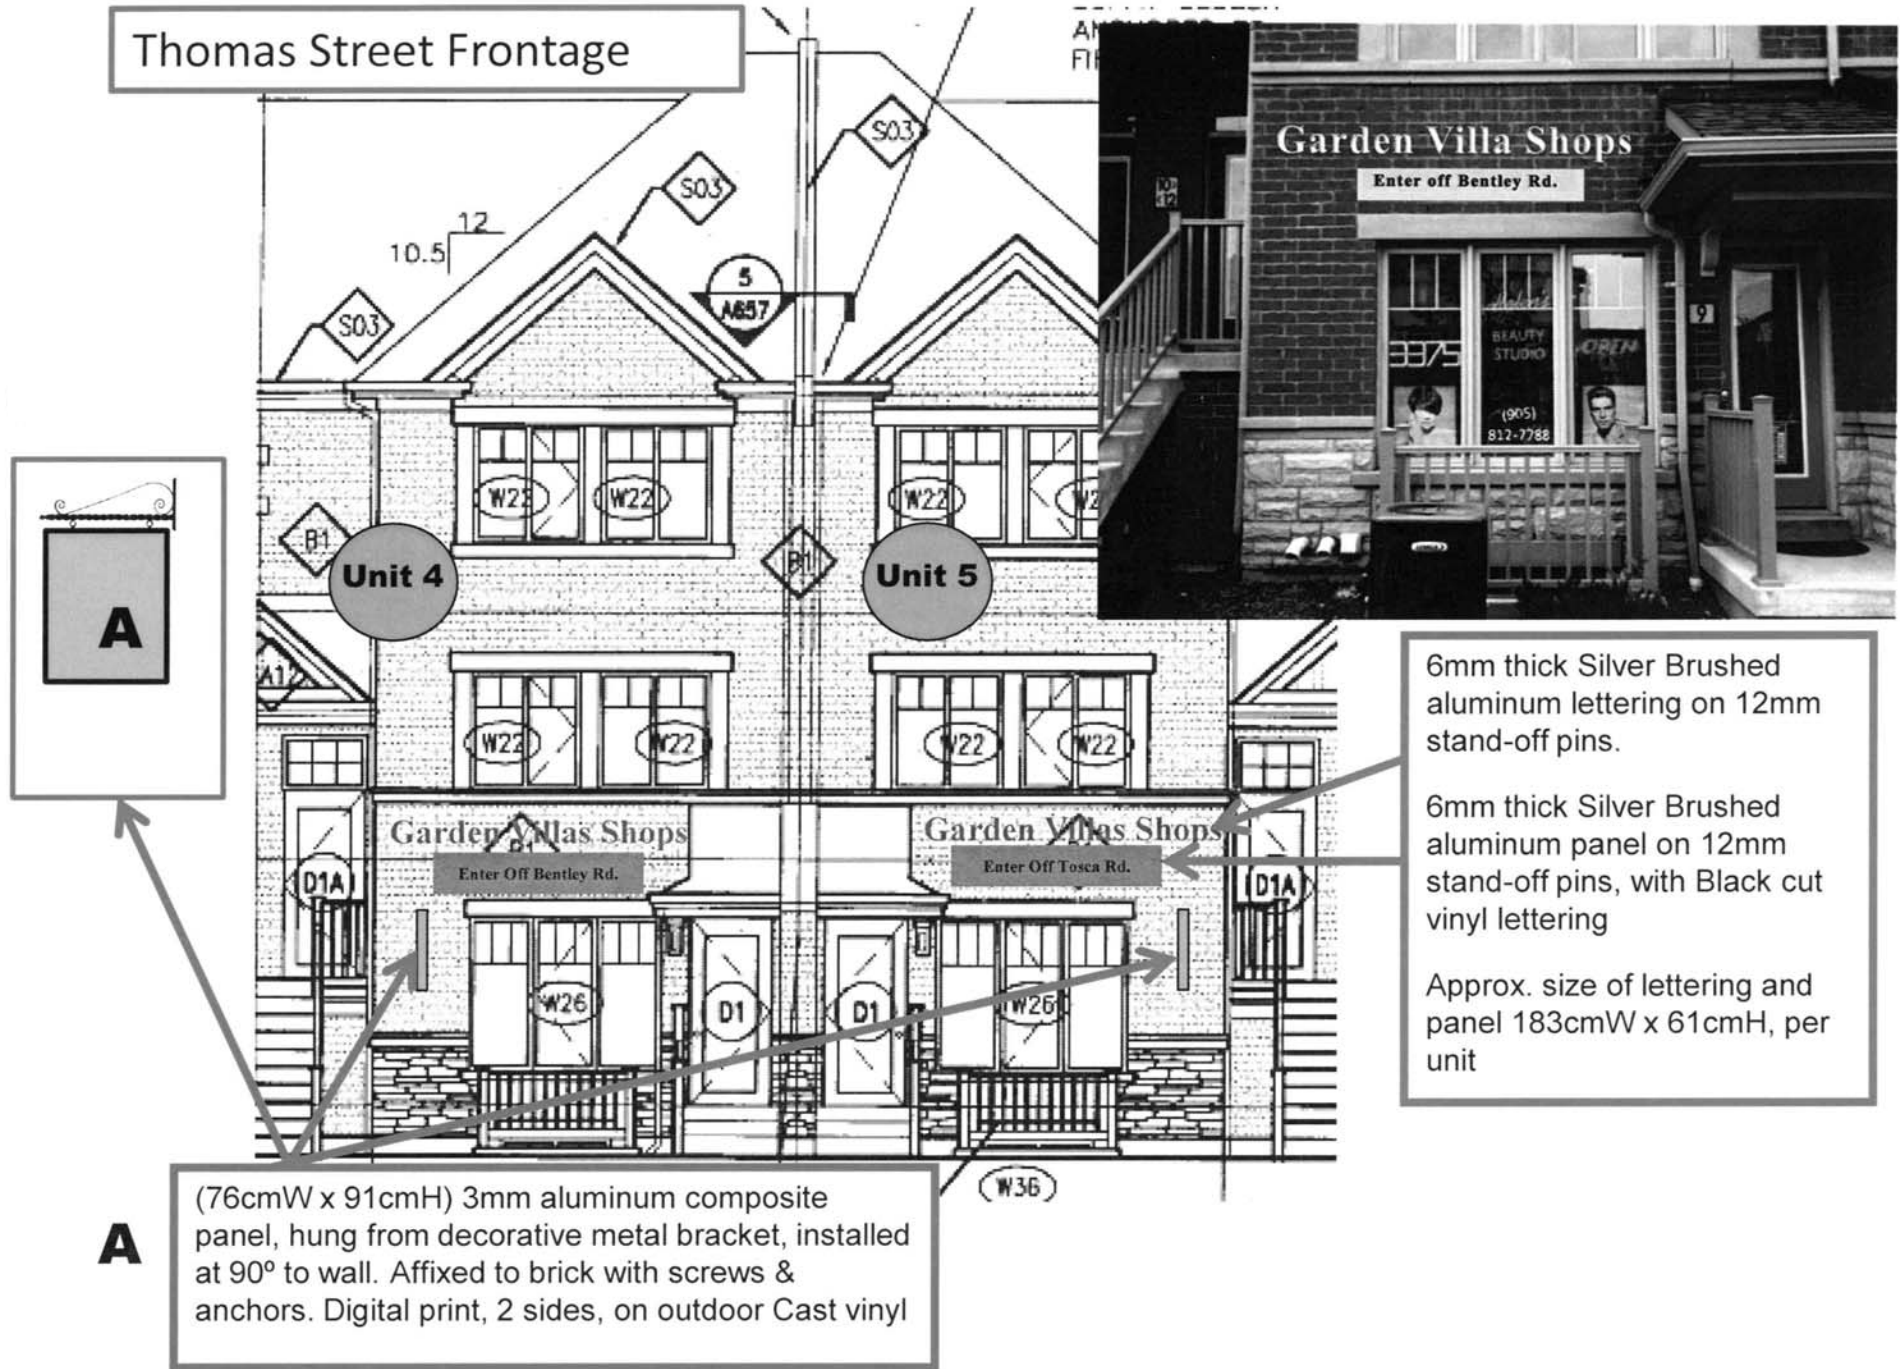 Thomas Street Frontage
S03
S03
S03
12
10.5
5
A657
Garden Villa Shops
Enter off Bentley Rd.
9
3375
BEAUTY
STUDIO
OPEN
(905)
812-7788
W22
W22
W22
B1
B1
Unit 4
Unit 5
A
A12
W22
W22
W22
W22
Garden Villas Shops
Enter Off Bentley Rd.
Garden Villas Shops
Enter Off Tosca Rd.
B1
D1A
D1A
W26
D1
D1
W26
W36
6mm thick Silver Brushed
aluminum lettering on 12mm
stand-off pins.
6mm thick Silver Brushed
aluminum panel on 12mm
stand-off pins, with Black cut
vinyl lettering
Approx. size of lettering and
panel 183cmW x 61cmH, per
unit
A
(76cmW x 91cmH) 3mm aluminum composite
panel, hung from decorative metal bracket, installed
at 90º to wall. Affixed to brick with screws &
anchors. Digital print, 2 sides, on outdoor Cast vinyl